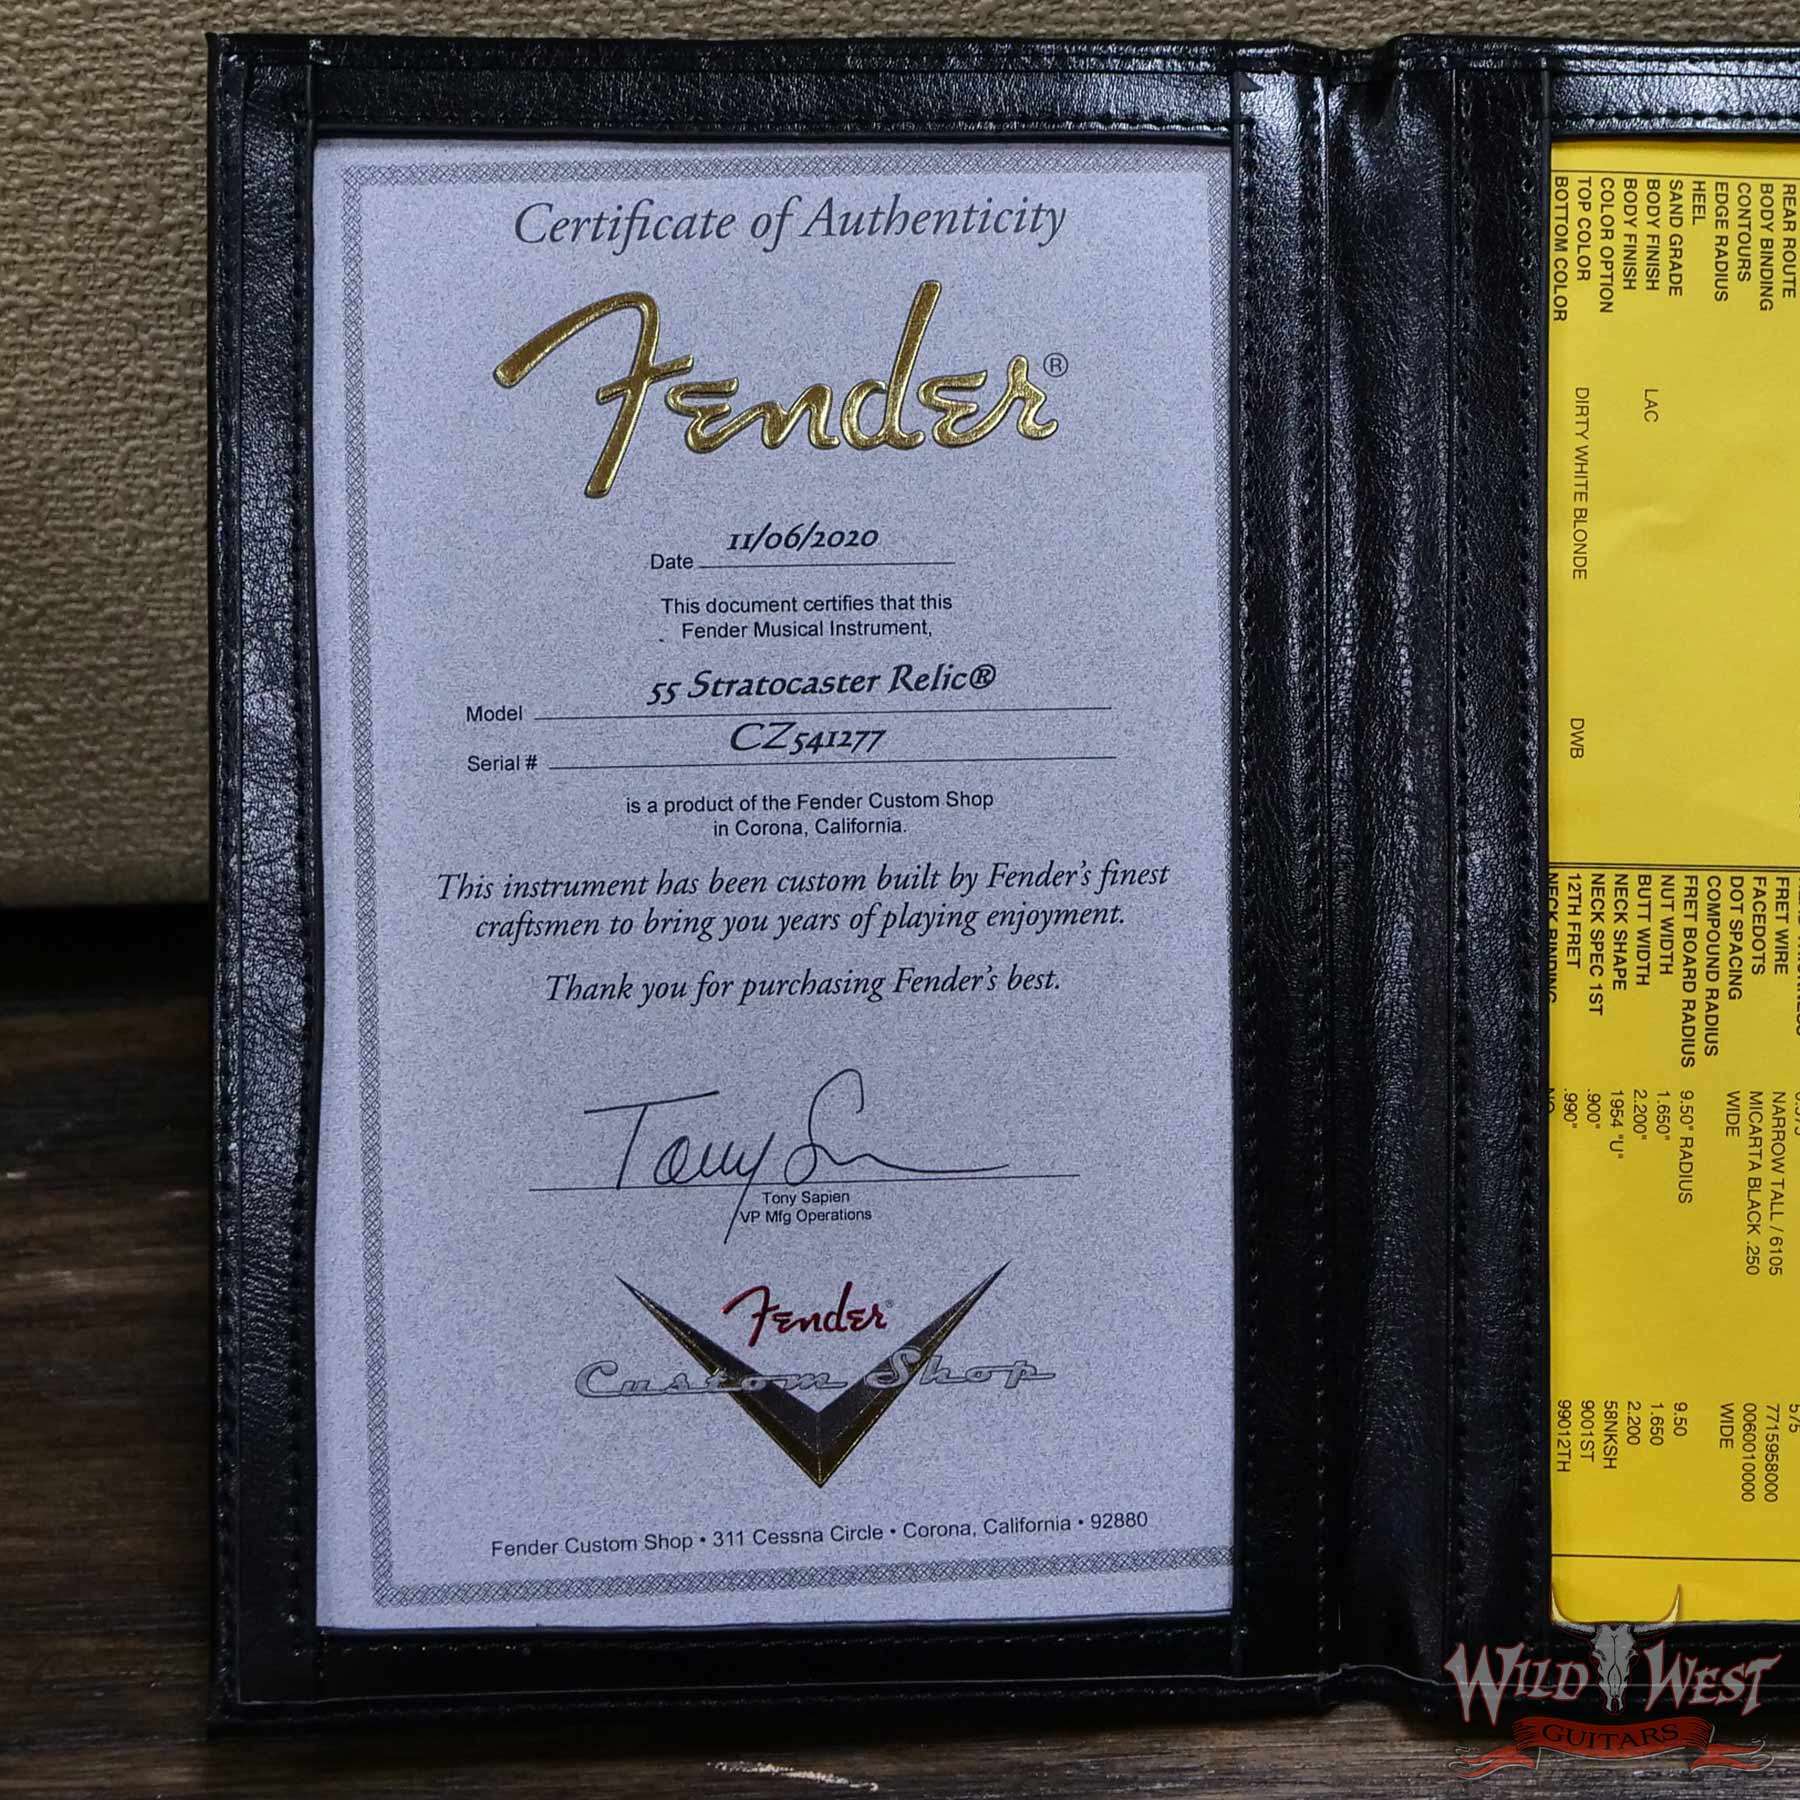 Certificate of Authenticity
Fender®
11/06/2020
Date
This document certifies that this
Fender Musical Instrument,
55 Stratocaster Relic®
Model
CZ541277
Serial #
is a product of the Fender Custom Shop
in Corona, California.
This instrument has been custom built by Fender's finest
craftsmen to bring you years of playing enjoyment.
Thank you for purchasing Fender's best.
Tony Sapien
VP Mfg Operations
Fender®
Custom Shop
Fender Custom Shop • 311 Cessna Circle • Corona, California • 92880
REAR ROUTE
BODY BINDING
CONTOURS
EDGE RADIUS
HEEL
SAND GRADE
BODY FINISH LAC
BODY FINISH
COLOR OPTION
TOP COLOR DIRTY WHITE BLONDE DWB
BOTTOM COLOR
575
FRET WIRE NARROW TALL / 6105 7715958000
FACEDOTS MICARTA BLACK .250 0060010000
DOT SPACING WIDE WIDE
COMPOUND RADIUS
FRET BOARD RADIUS 9.50" RADIUS 9.50
NUT WIDTH 1.650" 1.650
BUTT WIDTH 2.200" 2.200
NECK SHAPE 1954 "U" 58NKSH
NECK SPEC 1ST .900" 9001ST
12TH FRET .990" 99012TH
NECK BINDING NO
WILD WEST
GUITARS